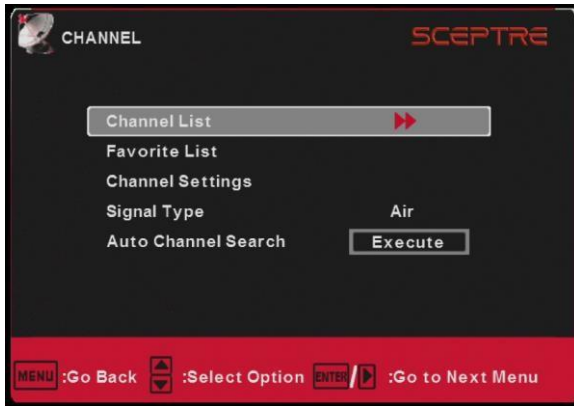 CHANNEL SCEPTRE
Channel List
Favorite List
Channel Settings
Signal Type Air
Auto Channel Search Execute
MENU :Go Back :Select Option ENTER / :Go to Next Menu